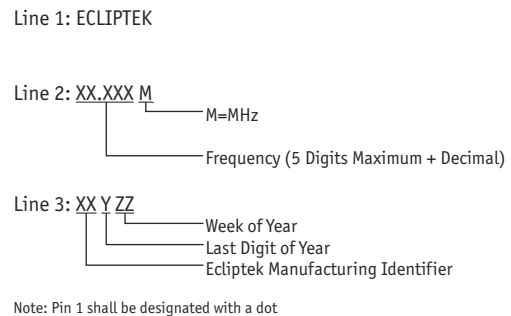 Line 1: ECLIPTEK
Line 2: XX.XXX M
M=MHz
Frequency (5 Digits Maximum + Decimal)
Line 3: XX Y ZZ
Week of Year
Last Digit of Year
Ecliptek Manufacturing Identifier
Note: Pin 1 shall be designated with a dot